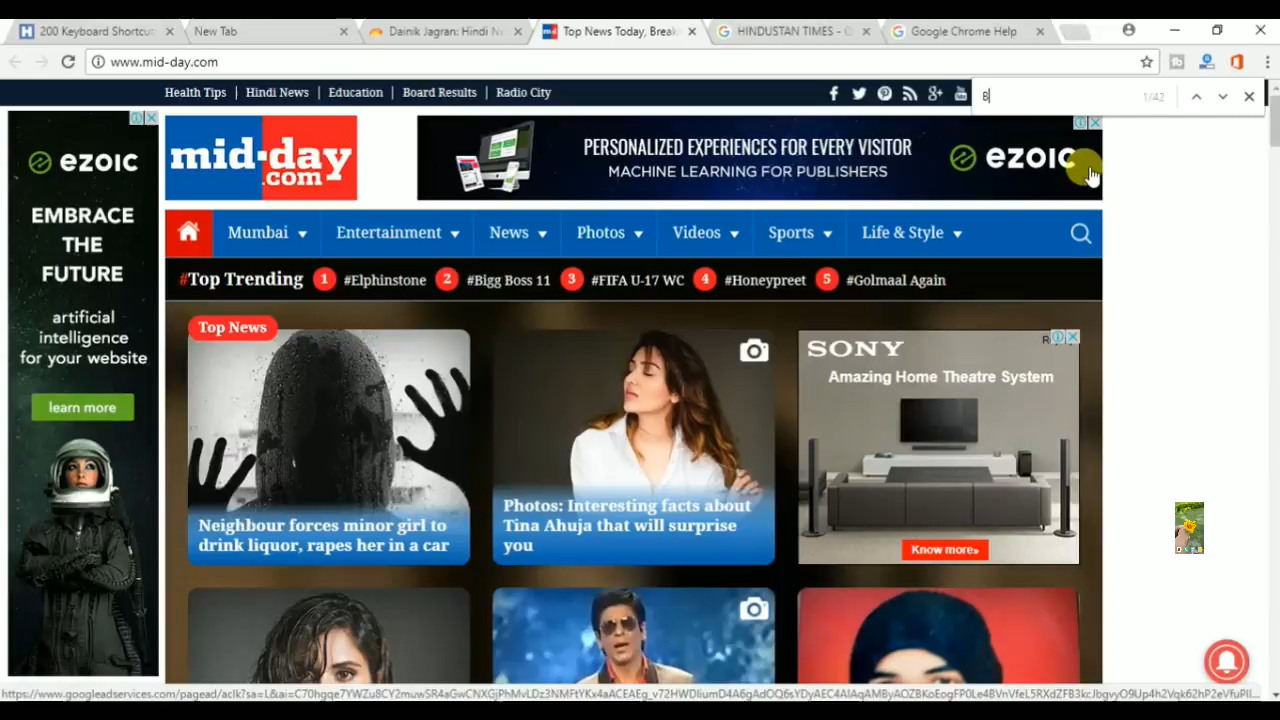 200 Keyboard Shortcut
New Tab
Dainik Jagran: Hindi N
Top News Today, Break
HINDUSTAN TIMES - G
Google Chrome Help
www.mid-day.com
Health Tips | Hindi News | Education | Board Results | Radio City
B
1/42
mid-day
.com
PERSONALIZED EXPERIENCES FOR EVERY VISITOR
MACHINE LEARNING FOR PUBLISHERS
ezoic
ezoic
EMBRACE
THE
FUTURE
artificial
intelligence
for your website
learn more
Mumbai
Entertainment
News
Photos
Videos
Sports
Life & Style
#Top Trending
1 #Elphinstone
2 #Bigg Boss 11
3 #FIFA U-17 WC
4 #Honeypreet
5 #Golmaal Again
Top News
Neighbour forces minor girl to
drink liquor, rapes her in a car
Photos: Interesting facts about
Tina Ahuja that will surprise
you
SONY
Amazing Home Theatre System
Know more»